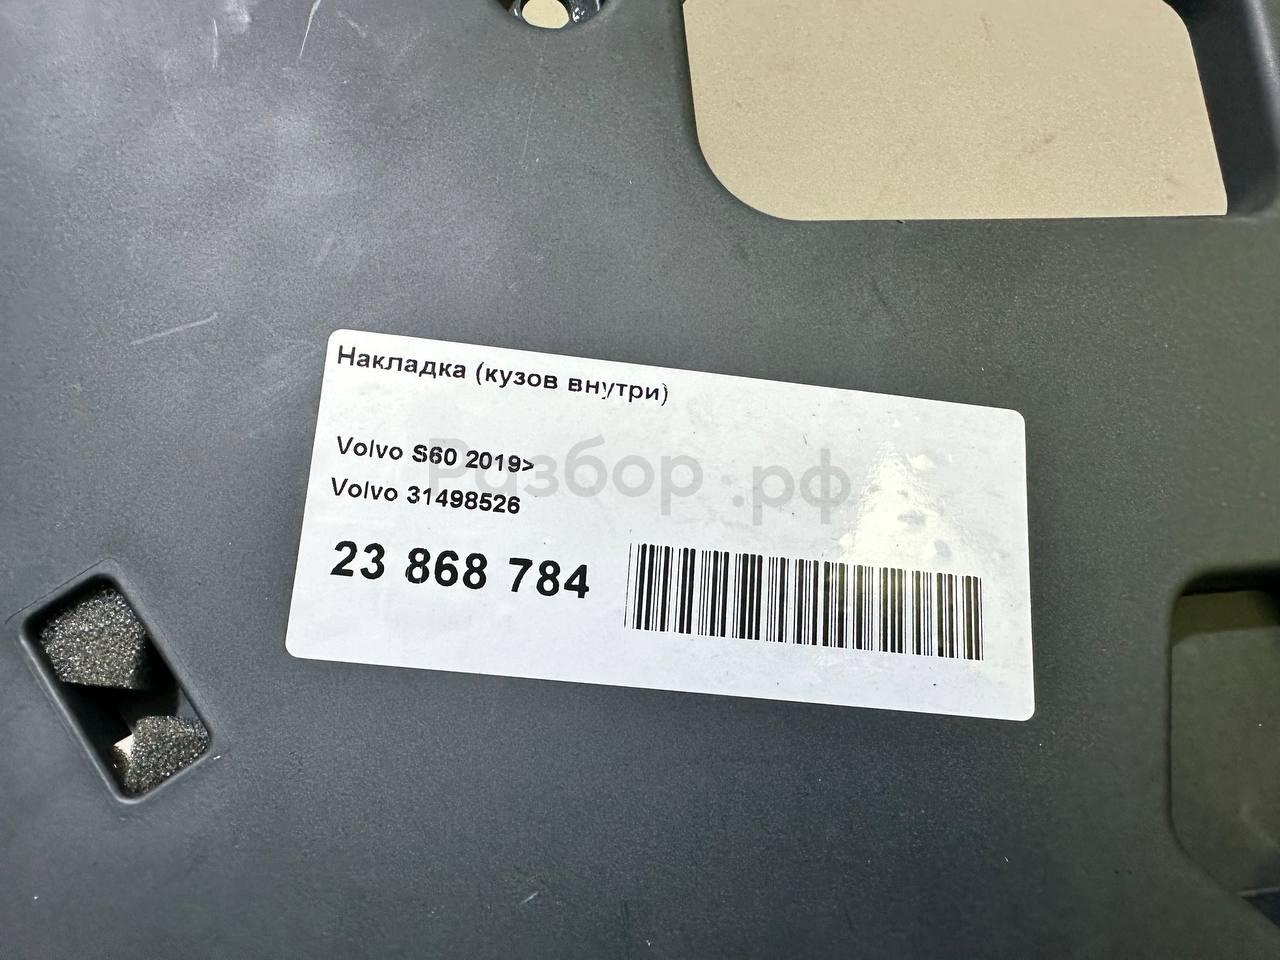 Накладка (кузов внутри)
Volvo S60 2019>
Volvo 31498526
23 868 784
Разбор.рф